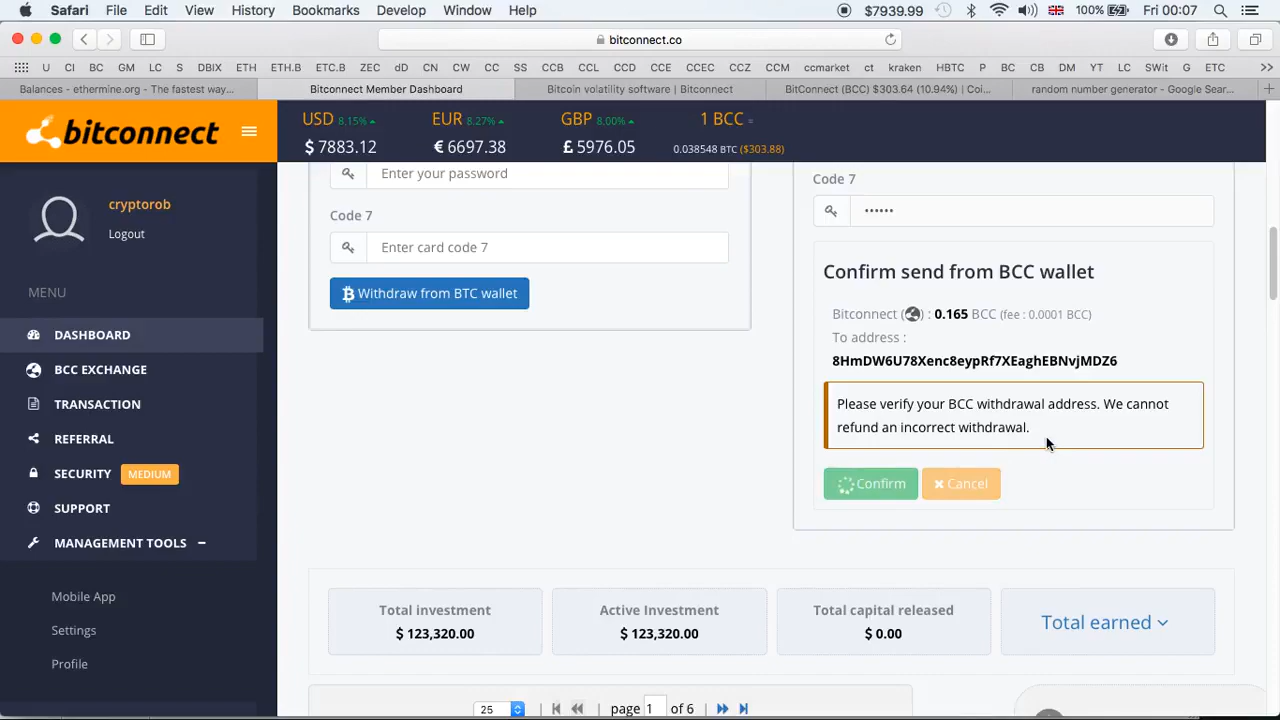 Safari File Edit View History Bookmarks Develop Window Help $7939.99 100% Fri 00:07
bitconnect.co
U CI BC GM LC S DBIX ETH ETH.B ETC.B ZEC dD CN CW CC SS CCB CCL CCD CCE CCEC CCZ CCM ccmarket ct kraken HBTC P BC CB DM YT LC SWit G ETC >>
Balances - ethermine.org - The fastest way... Bitconnect Member Dashboard Bitcoin volatility software | Bitconnect BitConnect (BCC) $303.64 (10.94%) | Coi... random number generator - Google Sear... +
bitconnect
USD 8.15% EUR 8.27% GBP 8.00% 1 BCC =
$ 7883.12 € 6697.38 £ 5976.05 0.038548 BTC ($303.88)
cryptorob
Logout
MENU
DASHBOARD
BCC EXCHANGE
TRANSACTION
REFERRAL
SECURITY MEDIUM
SUPPORT
MANAGEMENT TOOLS
Mobile App
Settings
Profile
Enter your password
Code 7
Enter card code 7
Withdraw from BTC wallet
Code 7
••••••
Confirm send from BCC wallet
Bitconnect ( ) : 0.165 BCC (fee : 0.0001 BCC)
To address :
8HmDW6U78Xenc8eypRf7XEaghEBNvjMDZ6
Please verify your BCC withdrawal address. We cannot
refund an incorrect withdrawal.
Confirm Cancel
Total investment
$ 123,320.00
Active Investment
$ 123,320.00
Total capital released
$ 0.00
Total earned
25 page 1 of 6